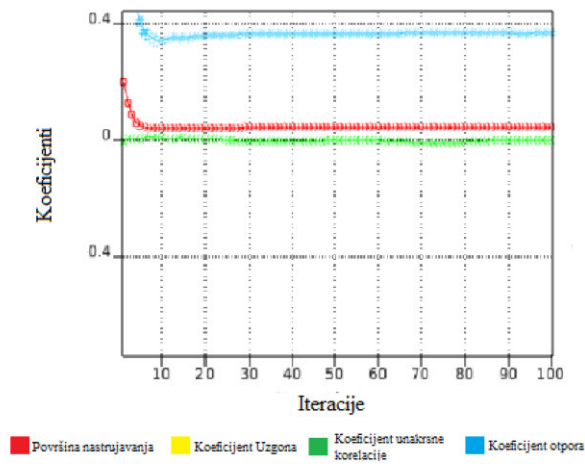 0.4
0
0.4
Koeficijenti
10 20 30 40 50 60 70 80 90 100
Iteracije
Površina nastrujavanja
Koeficijent Uzgona
Koeficijent unakrsne
korelacije
Koeficijent otpora